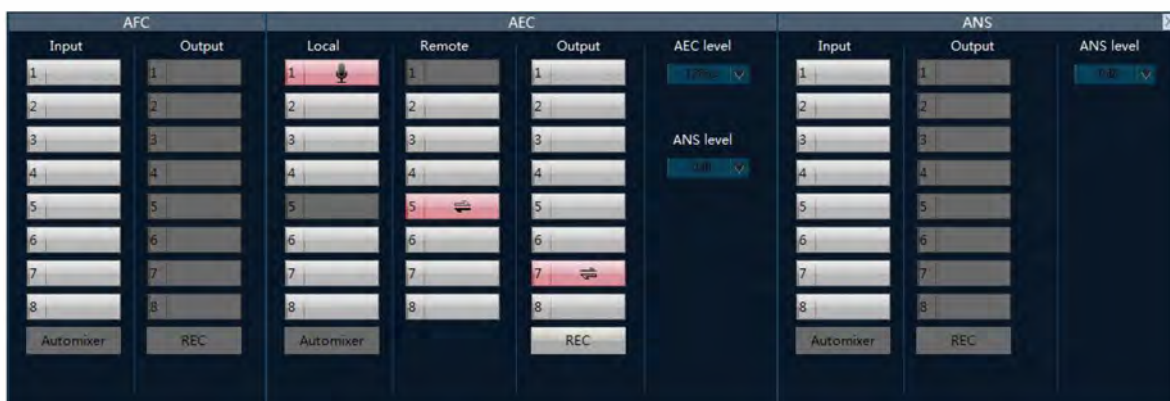 AFC AEC ANS
Input Output Local Remote Output AEC level Input Output ANS level
1 1 1 1 1 1 1
2 2 2 2 2 2 2
3 3 3 3 3 ANS level 3 3
4 4 4 4 4 4 4
5 5 5 5 5 5 5
6 6 6 6 6 6 6
7 7 7 7 7 7 7
8 8 8 8 8 8 8
Automixer REC Automixer REC Automixer REC